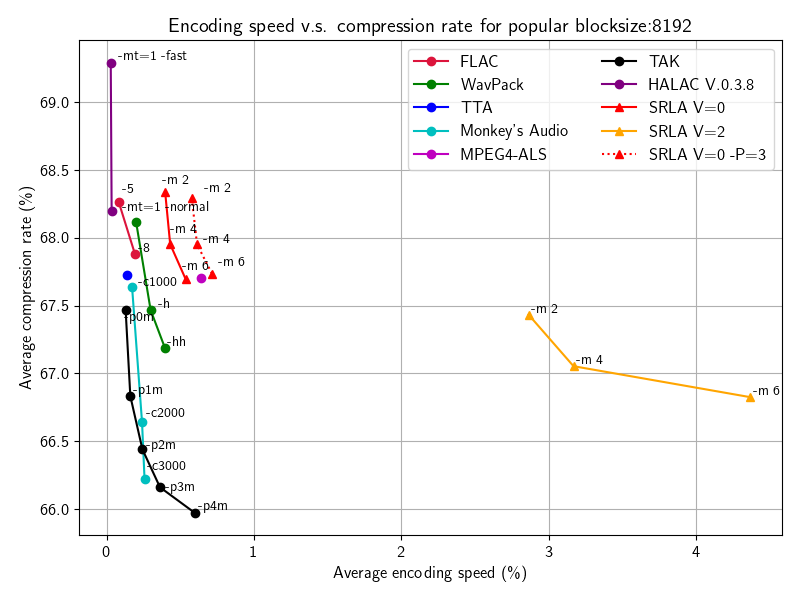 Encoding speed v.s. compression rate for popular blocksize:8192
FLAC
WavPack
TTA
Monkey's Audio
MPEG4-ALS
TAK
HALAC V.0.3.8
SRLA V=0
SRLA V=2
SRLA V=0 -P=3
Average compression rate (%)
69.0
68.5
68.0
67.5
67.0
66.5
66.0
-mt=1 -fast
-5
-mt=1 -normal
-8
-m 2
-m 2
-m 4
-m 4
-m 6
-m 6
-c1000
-h
-p0m
-hh
-p1m
-c2000
-p2m
-c3000
-p3m
-p4m
-m 2
-m 4
-m 6
0
1
2
3
4
Average encoding speed (%)